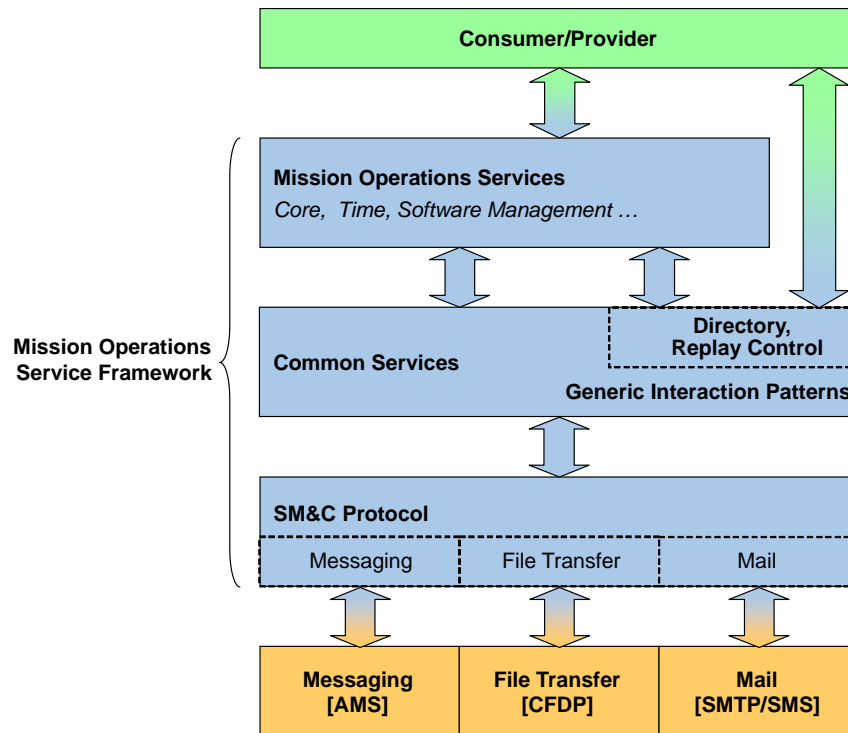 Consumer/Provider
Mission Operations Services
Core, Time, Software Management …
Mission Operations
Service Framework
Directory,
Replay Control
Common Services
Generic Interaction Patterns
SM&C Protocol
Messaging
File Transfer
Mail
Messaging
[AMS]
File Transfer
[CFDP]
Mail
[SMTP/SMS]